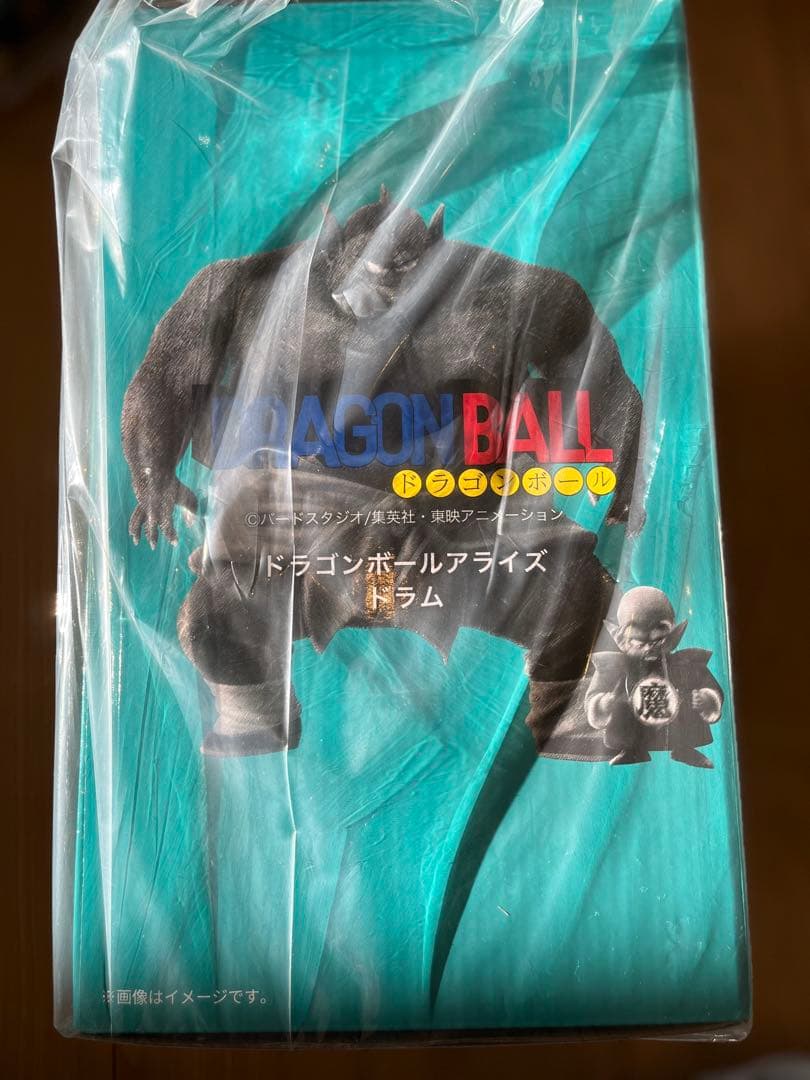 DRAGON BALL
ドラゴンボール
©バードスタジオ/集英社・東映アニメーション
ドラゴンボールアライズ
ドラム
魔
※画像はイメージです。